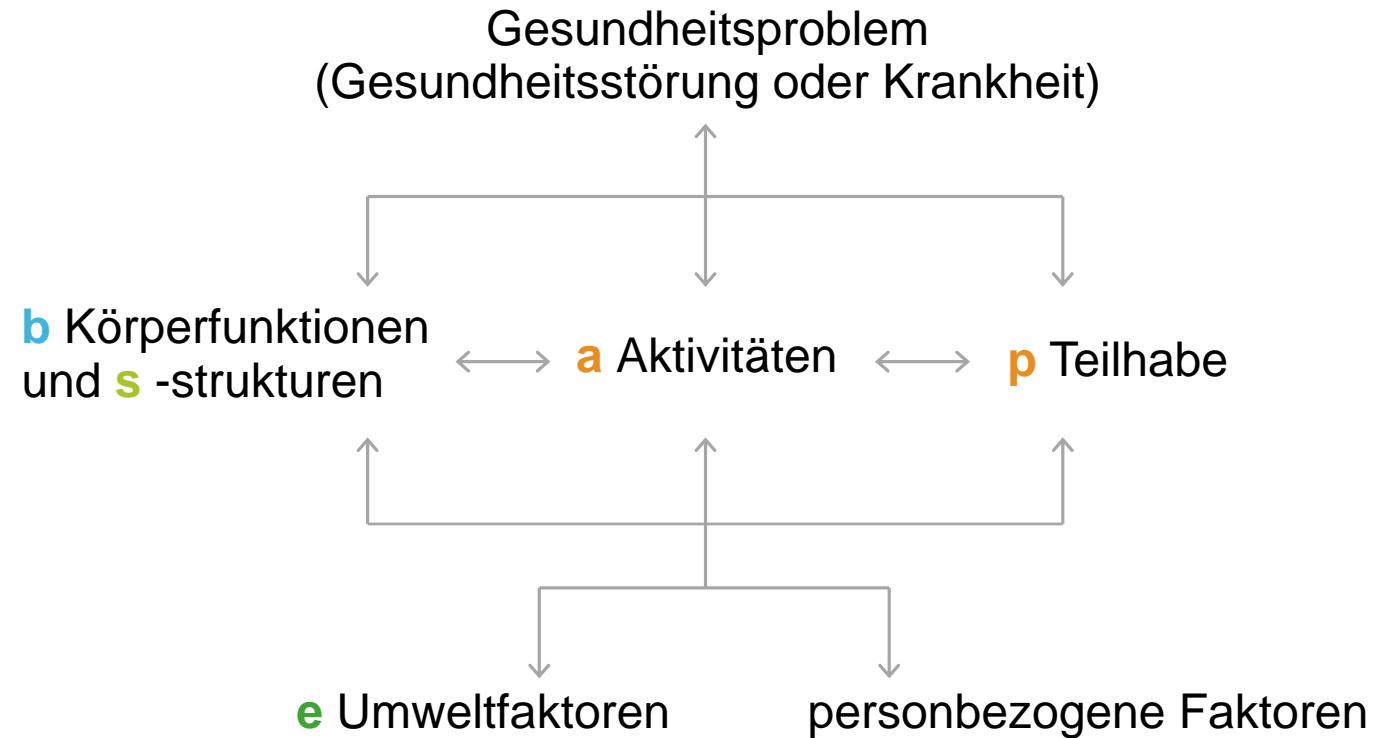 Gesundheitsproblem
(Gesundheitsstörung oder Krankheit)
b Körperfunktionen
und s -strukturen
a Aktivitäten
p Teilhabe
e Umweltfaktoren
personbezogene Faktoren